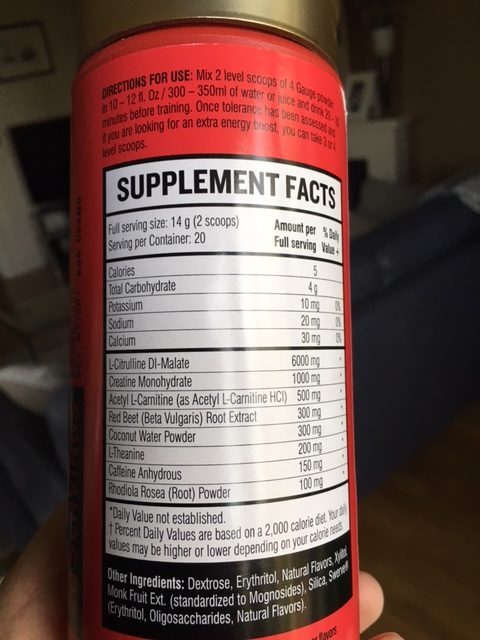 DIRECTIONS FOR USE: Mix 2 level scoops of 4 Gauge powder
in 10 – 12 fl. Oz / 300 – 350ml of water or juice and drink 20 - 30
minutes before training. Once tolerance has been assessed and
if you are looking for an extra energy boost, you can take 3 or 4
level scoops.
SUPPLEMENT FACTS
Full serving size: 14 g (2 scoops)
Serving per Container: 20
Amount per % Daily
Full serving Value +
Calories 5
Total Carbohydrate 4 g
Potassium 10 mg 0%
Sodium 20 mg 0%
Calcium 30 mg 0%
L-Citrulline DI-Malate 6000 mg *
Creatine Monohydrate 1000 mg *
Acetyl L-Carnitine (as Acetyl L-Carnitine HCl) 500 mg *
Red Beet (Beta Vulgaris) Root Extract 300 mg *
Coconut Water Powder 300 mg *
L-Theanine 200 mg *
Caffeine Anhydrous 150 mg *
Rhodiola Rosea (Root) Powder 100 mg *
*Daily Value not established.
† Percent Daily Values are based on a 2,000 calorie diet. Your daily
values may be higher or lower depending on your calorie needs.
Other Ingredients: Dextrose, Erythritol, Natural Flavors, Xylitol,
Monk Fruit Ext. (standardized to Mognosides), Silica, Swerve®
(Erythritol, Oligosaccharides, Natural Flavors).
flavors